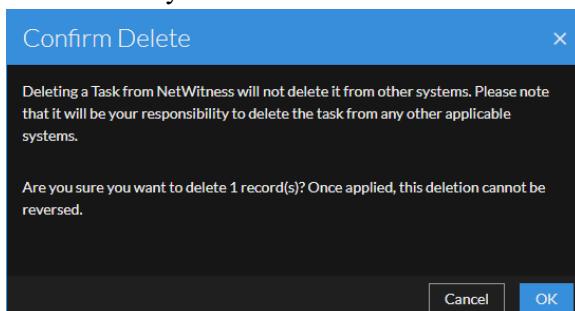 Confirm Delete ×
Deleting a Task from NetWitness will not delete it from other systems. Please note
that it will be your responsibility to delete the task from any other applicable
systems.
Are you sure you want to delete 1 record(s)? Once applied, this deletion cannot be
reversed.
Cancel OK